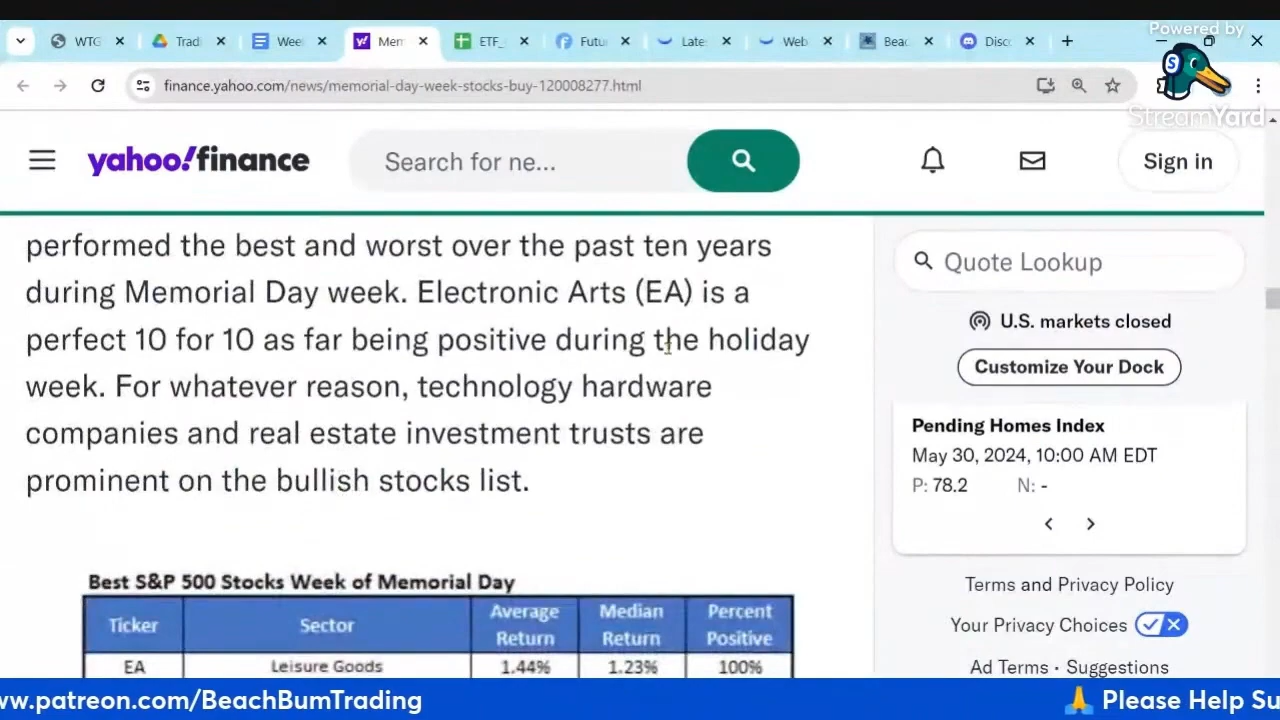 Powered by
WTG
Trad
Wee
Mem
ETF_
Futu
Late
Web
Beac
Disc
StreamYard
finance.yahoo.com/news/memorial-day-week-stocks-buy-120008277.html
yahoo!finance
Search for ne...
Sign in
performed the best and worst over the past ten years
during Memorial Day week. Electronic Arts (EA) is a
perfect 10 for 10 as far being positive during the holiday
week. For whatever reason, technology hardware
companies and real estate investment trusts are
prominent on the bullish stocks list.
Best S&P 500 Stocks Week of Memorial Day
Ticker Sector Average Return Median Return Percent Positive
EA Leisure Goods 1.44% 1.23% 100%
Quote Lookup
U.S. markets closed
Customize Your Dock
Pending Homes Index
May 30, 2024, 10:00 AM EDT
P: 78.2 N: -
Terms and Privacy Policy
Your Privacy Choices
Ad Terms · Suggestions
ww.patreon.com/BeachBumTrading
🙏 Please Help Su